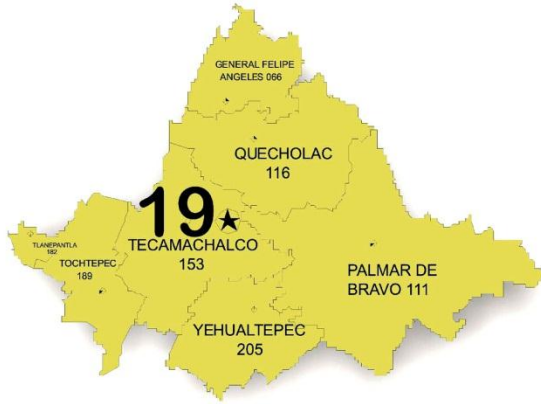 GENERAL FELIPE
ANGELES 066
QUECHOLAC
116
19
TECAMACHALCO
153
TLANEPANTLA
182
TOCHTEPEC
189
PALMAR DE
BRAVO 111
YEHUALTEPEC
205